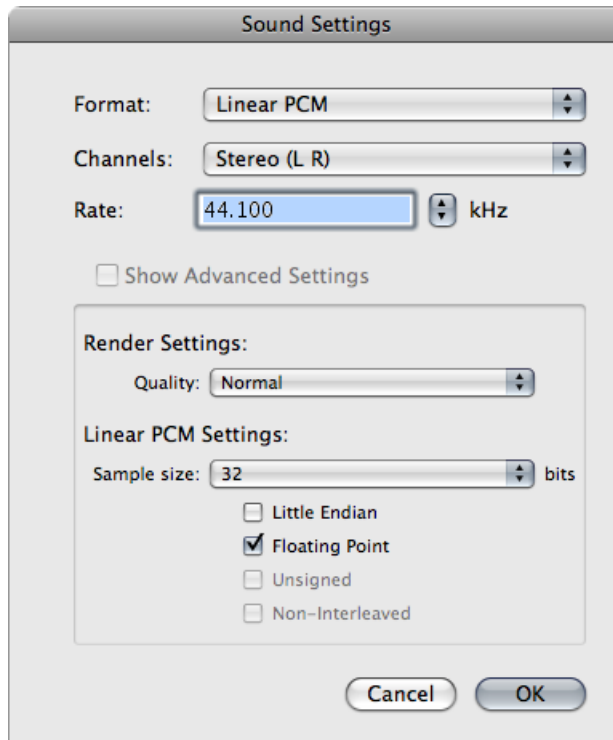 Sound Settings
Format: Linear PCM
Channels: Stereo (L R)
Rate: 44.100 kHz
Show Advanced Settings
Render Settings:
Quality: Normal
Linear PCM Settings:
Sample size: 32 bits
Little Endian
Floating Point
Unsigned
Non-Interleaved
Cancel OK